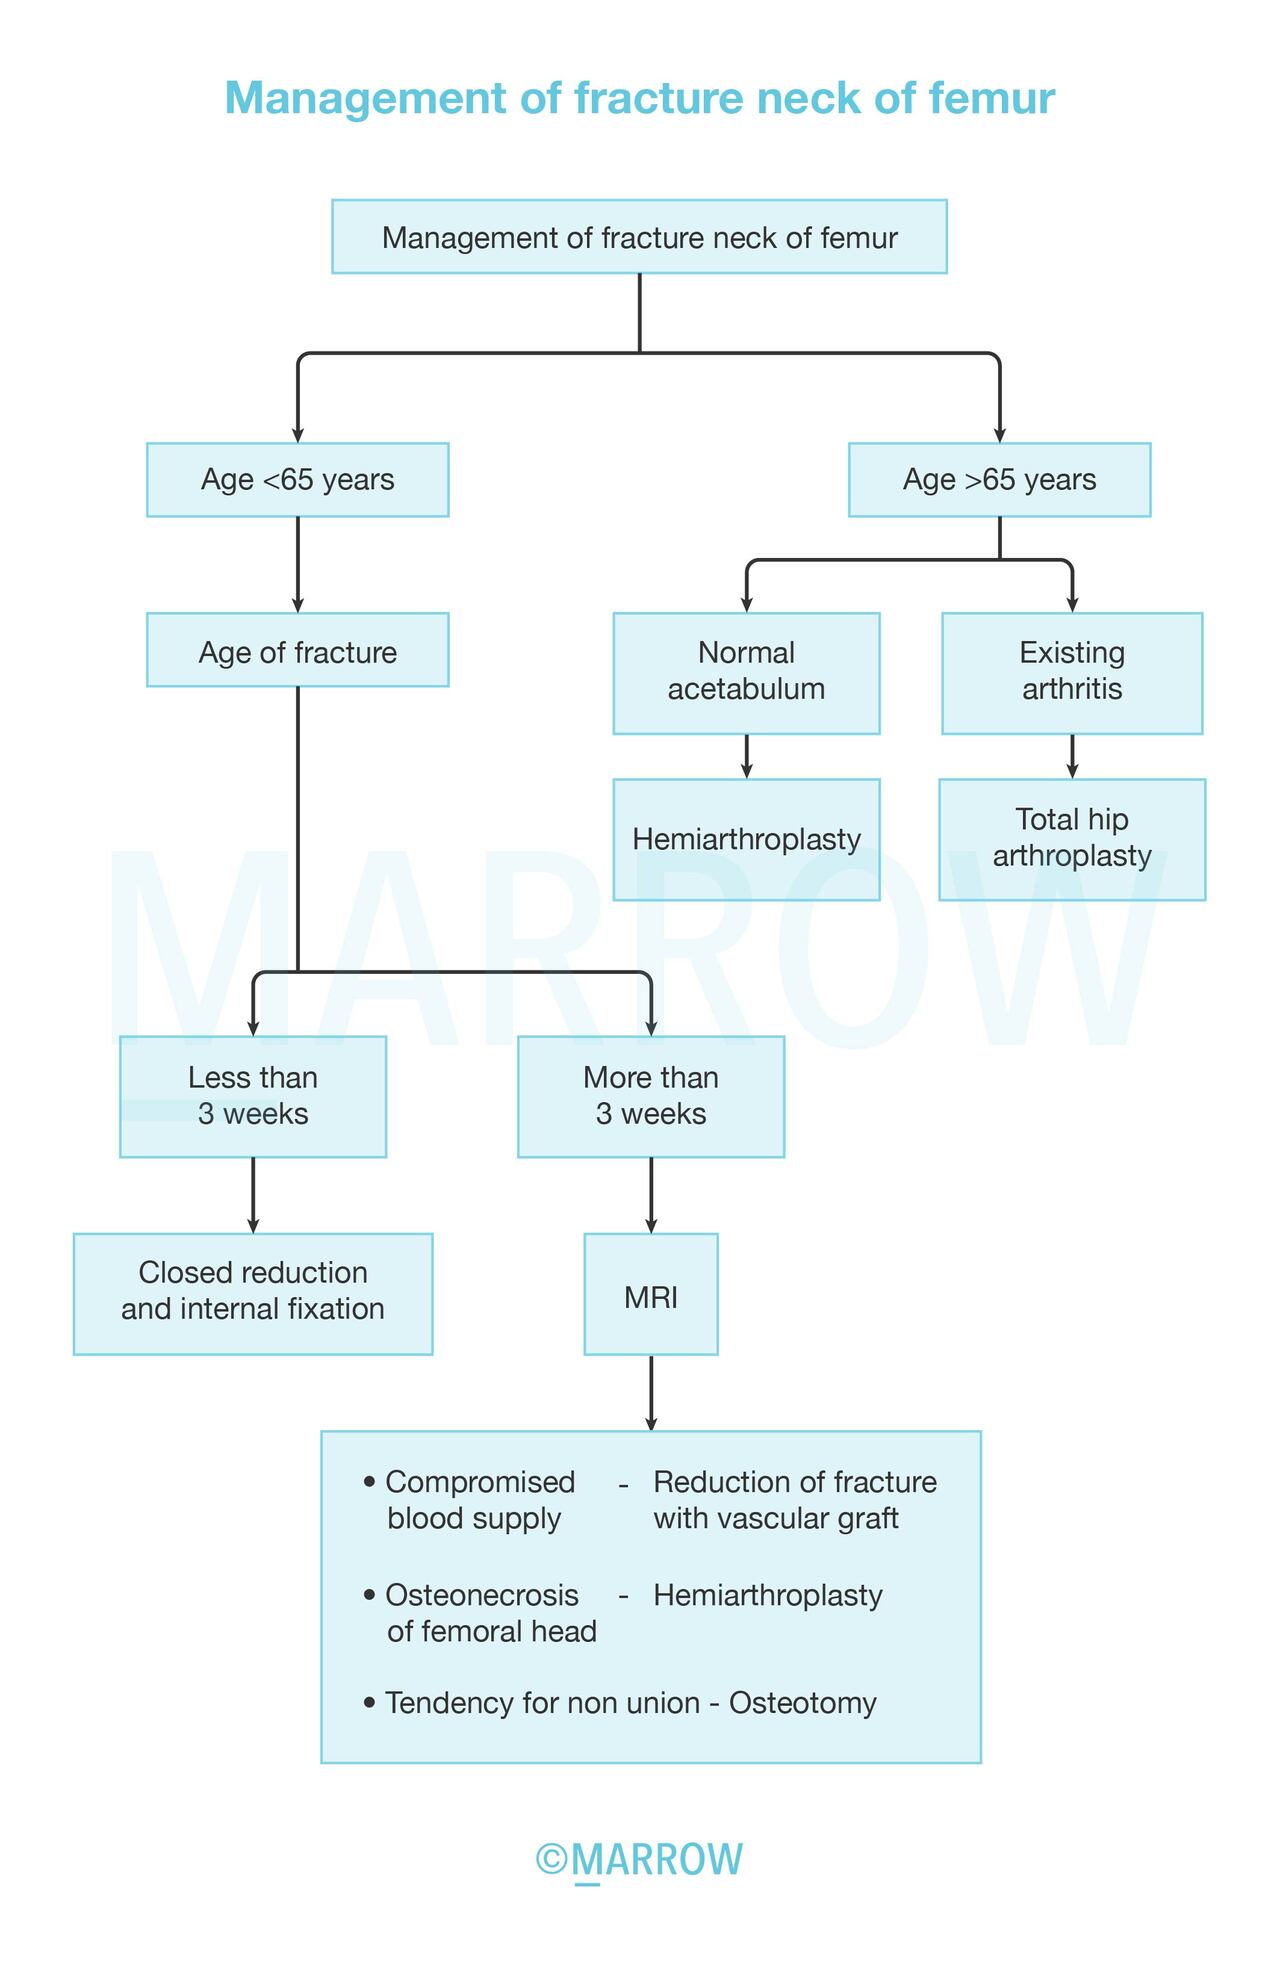 Management of fracture neck of femur
Management of fracture neck of femur
Age <65 years
Age >65 years
Age of fracture
Normal
acetabulum
Existing
arthritis
Hemiarthroplasty
Total hip
arthroplasty
MARROW
Less than
3 weeks
More than
3 weeks
Closed reduction
and internal fixation
MRI
• Compromised - Reduction of fracture
blood supply with vascular graft
• Osteonecrosis - Hemiarthroplasty
of femoral head
• Tendency for non union - Osteotomy
©MARROW